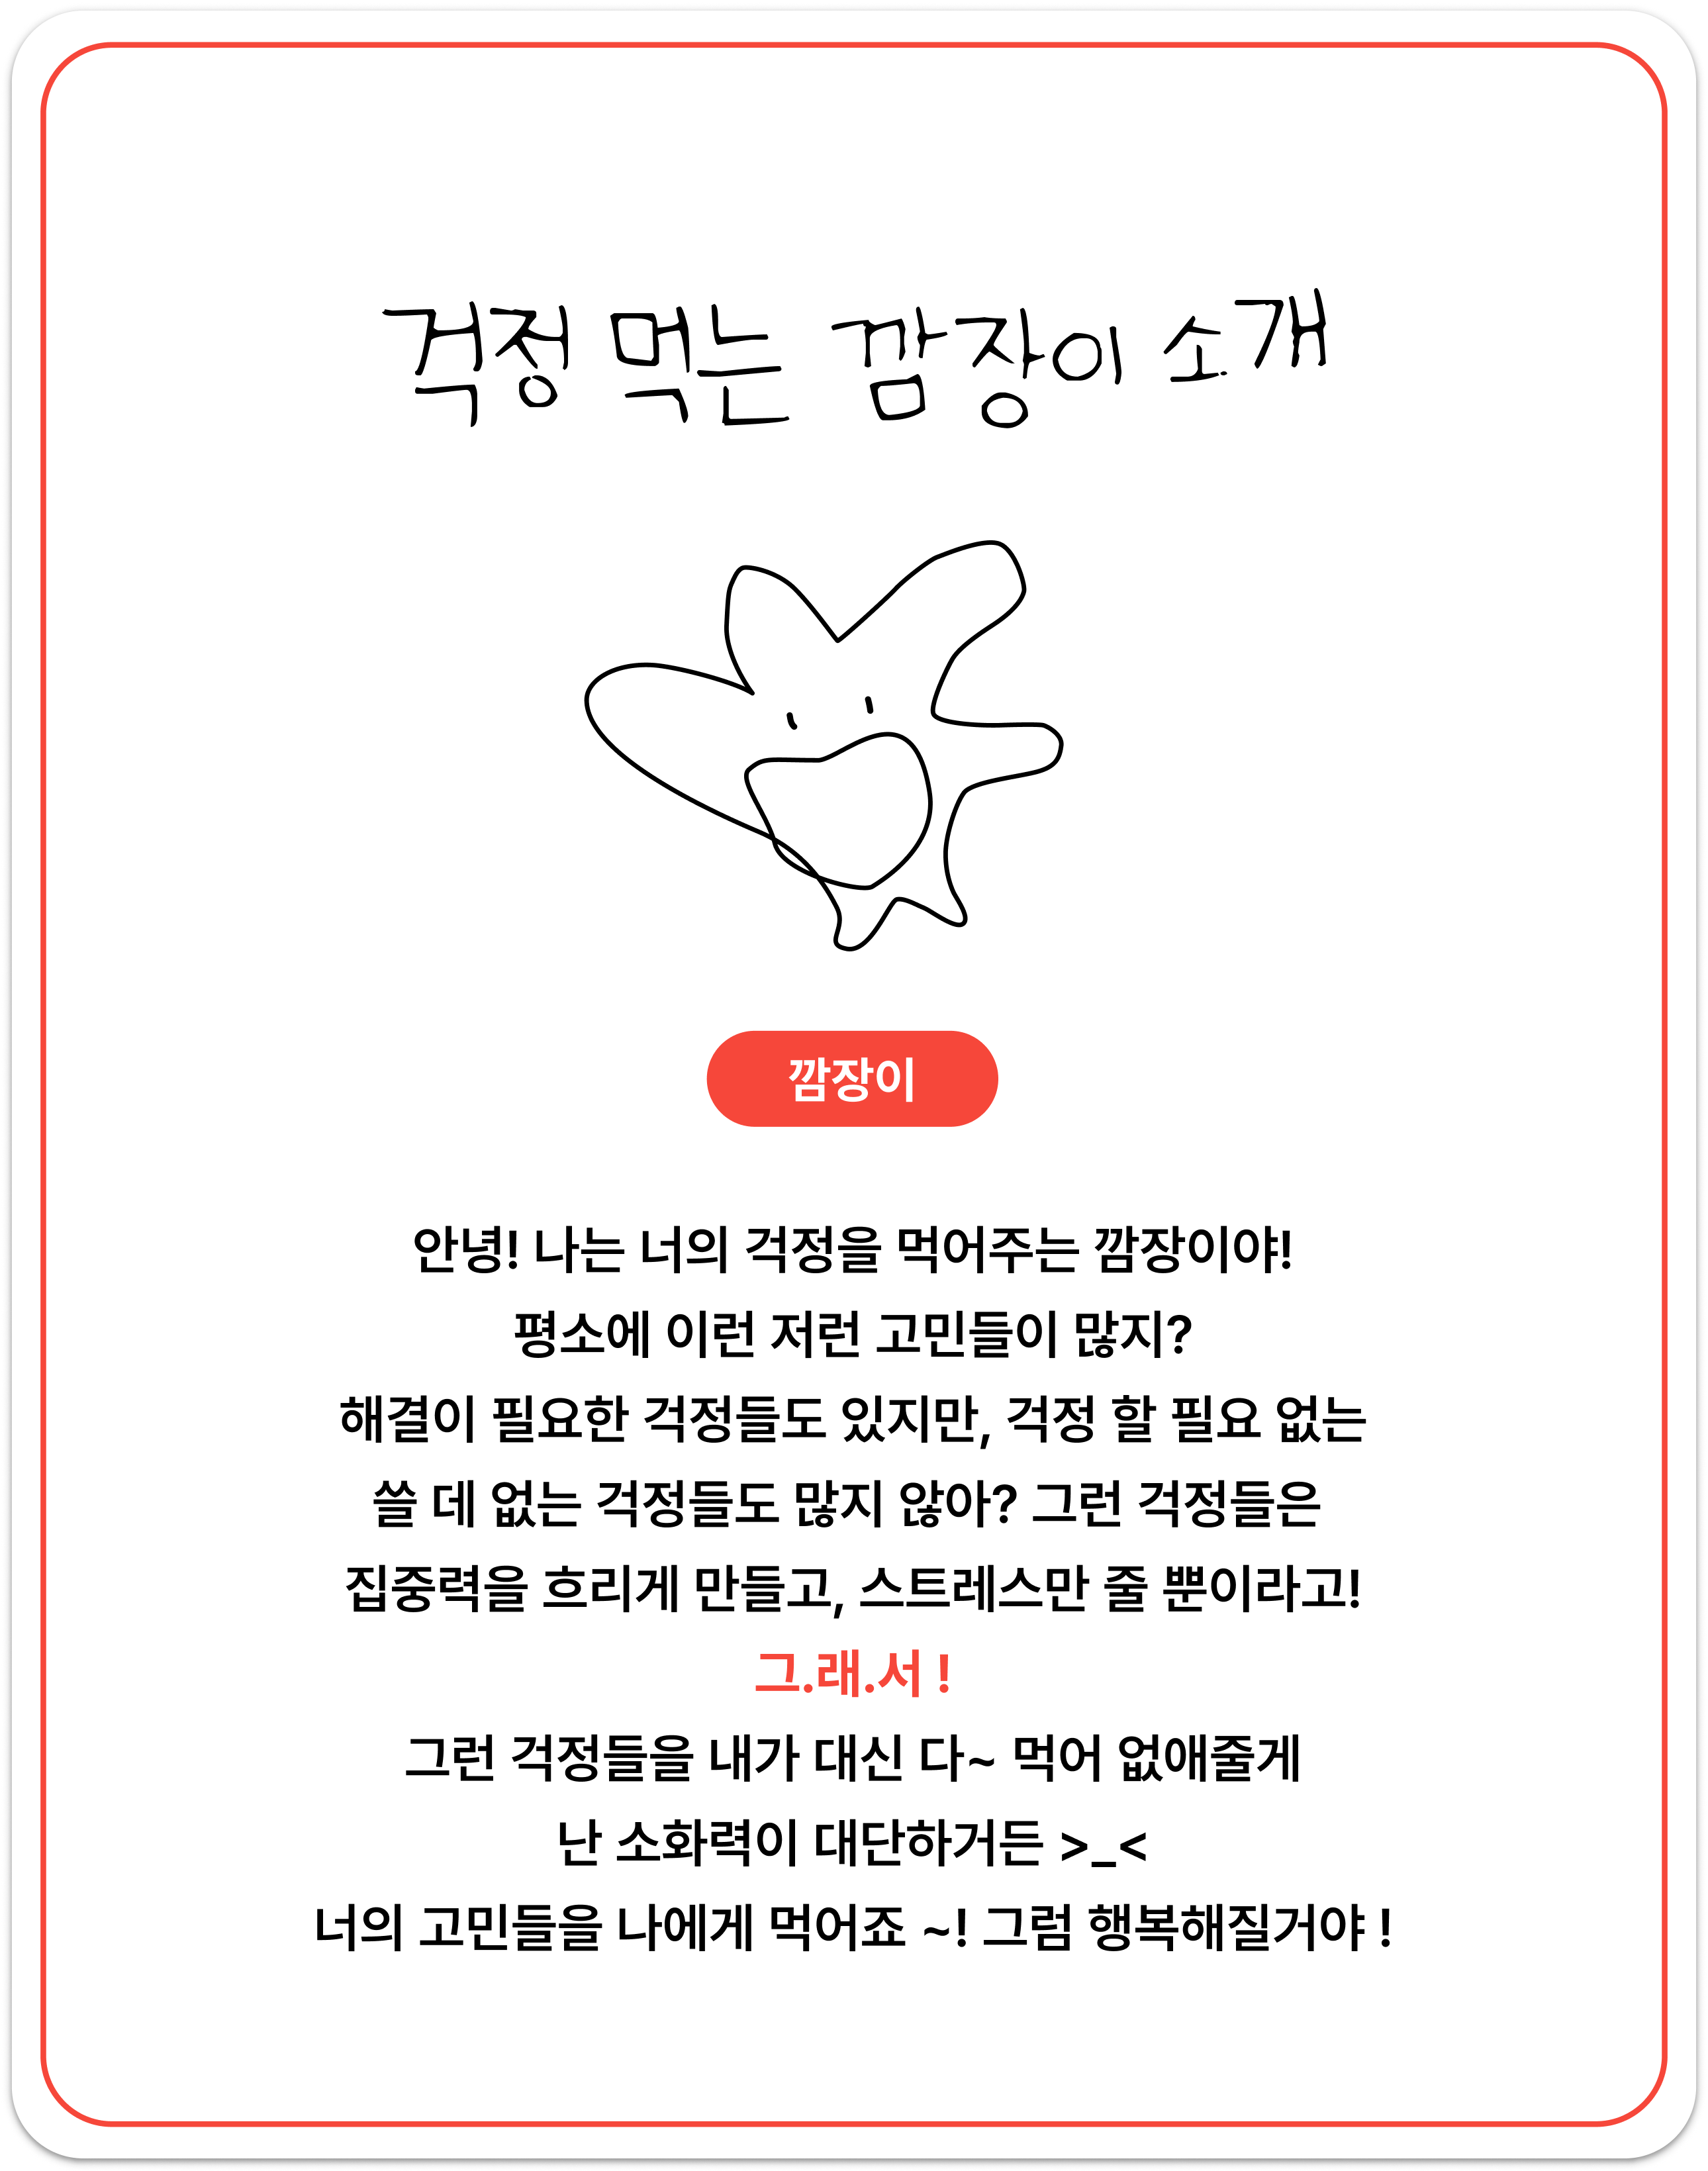 걱정 먹는 깜장이 소개
깜장이
안녕! 나는 너의 걱정을 먹어주는 깜장이야!
평소에 이런 저런 고민들이 많지?
해결이 필요한 걱정들도 있지만, 걱정 할 필요 없는
쓸 데 없는 걱정들도 많지 않아? 그런 걱정들은
집중력을 흐리게 만들고, 스트레스만 줄 뿐이라고!
그.래.서 !
그런 걱정들을 내가 대신 다~ 먹어 없애줄게
난 소화력이 대단하거든 >_<
너의 고민들을 나에게 먹어죠 ~! 그럼 행복해질거야 !